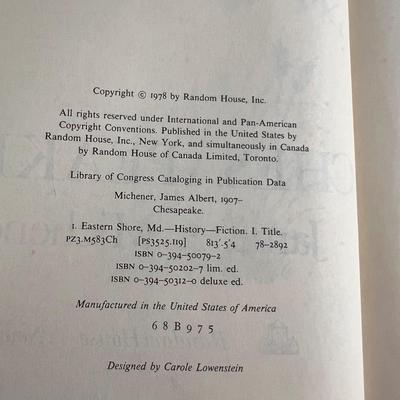 Copyright © 1978 by Random House, Inc.
All rights reserved under International and Pan-American
Copyright Conventions. Published in the United States by
Random House, Inc., New York, and simultaneously in Canada
by Random House of Canada Limited, Toronto.
Library of Congress Cataloging in Publication Data
Michener, James Albert, 1907–
Chesapeake.
1. Eastern Shore, Md.—History—Fiction. I. Title.
PZ3.M583Ch [PS3525.I19] 813'.5'4 78-2892
ISBN 0-394-50079-2
ISBN 0-394-50202-7 lim. ed.
ISBN 0-394-50312-0 deluxe ed.
Manufactured in the United States of America
6 8 B 9 7 5
Designed by Carole Lowenstein